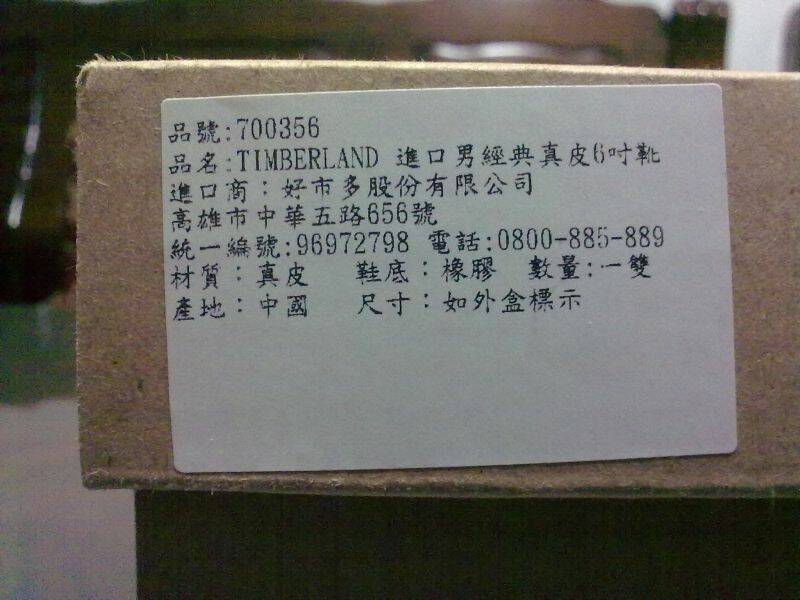 品號:700356
品名:TIMBERLAND 進口男經典真皮6吋靴
進口商：好市多股份有限公司
高雄市中華五路656號
統一編號:96972798 電話:0800-885-889
材質：真皮 鞋底：橡膠 數量:一雙
產地：中國 尺寸：如外盒標示